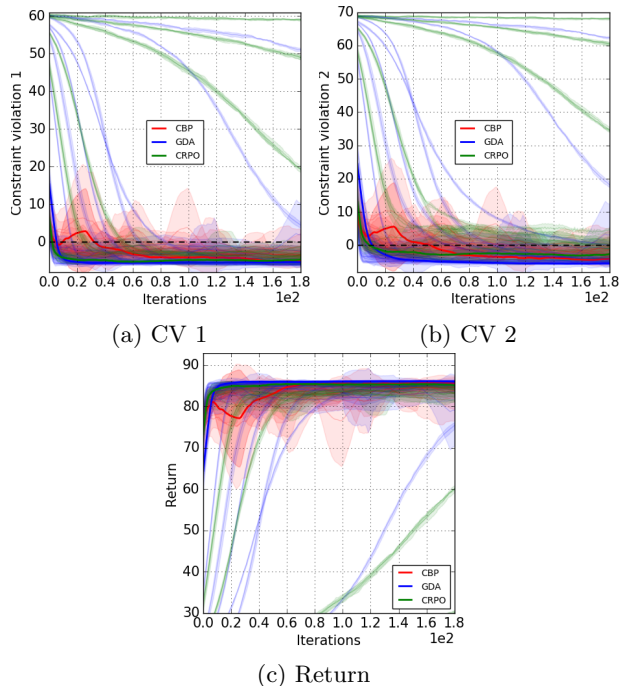 60
50
40
30
20
10
0
Constraint violation 1
CBP
GDA
CRPO
0.0 0.2 0.4 0.6 0.8 1.0 1.2 1.4 1.6 1.8
Iterations
1e2
(a) CV 1
70
60
50
40
30
20
10
0
Constraint violation 2
CBP
GDA
CRPO
0.0 0.2 0.4 0.6 0.8 1.0 1.2 1.4 1.6 1.8
Iterations
1e2
(b) CV 2
90
80
70
60
50
40
30
Return
CBP
GDA
CRPO
0.0 0.2 0.4 0.6 0.8 1.0 1.2 1.4 1.6 1.8
Iterations
1e2
(c) Return